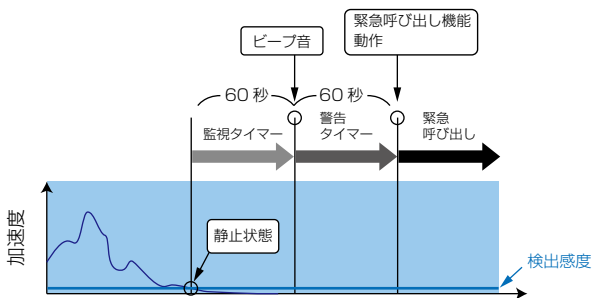 ビープ音
緊急呼び出し機能
動作
60 秒
60 秒
監視タイマー
警告
タイマー
緊急
呼び出し
加速度
静止状態
検出感度